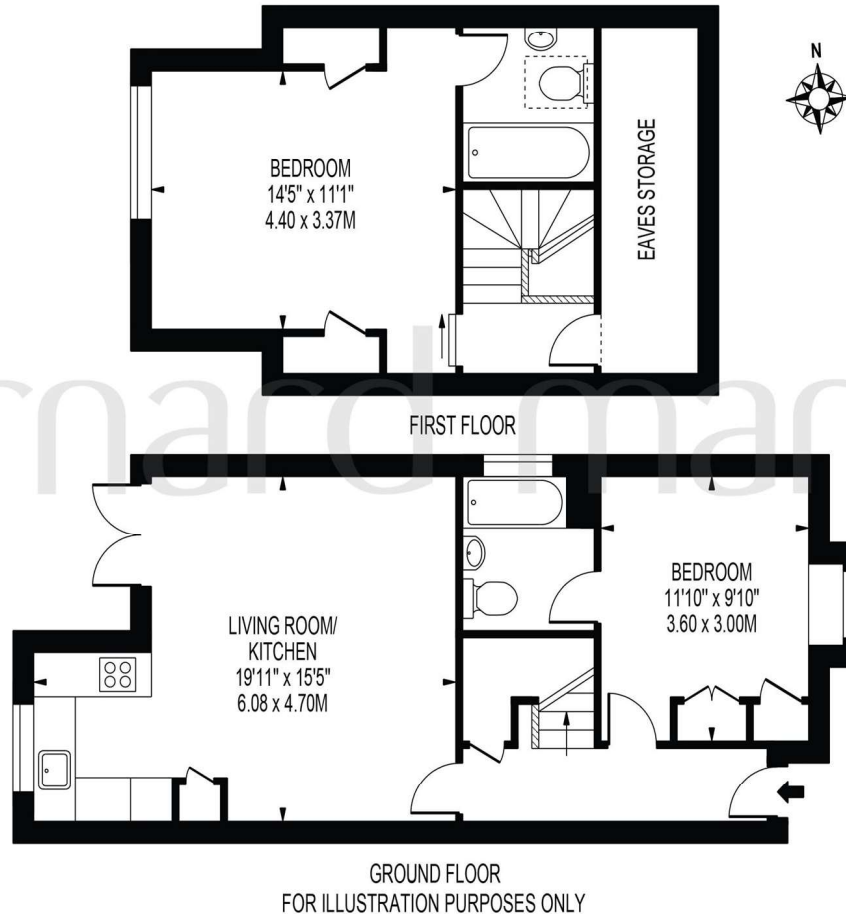 N
BEDROOM
14'5" x 11'1"
4.40 x 3.37M
EAVES STORAGE
FIRST FLOOR
LIVING ROOM/
KITCHEN
19'11" x 15'5"
6.08 x 4.70M
BEDROOM
11'10" x 9'10"
3.60 x 3.00M
GROUND FLOOR
FOR ILLUSTRATION PURPOSES ONLY